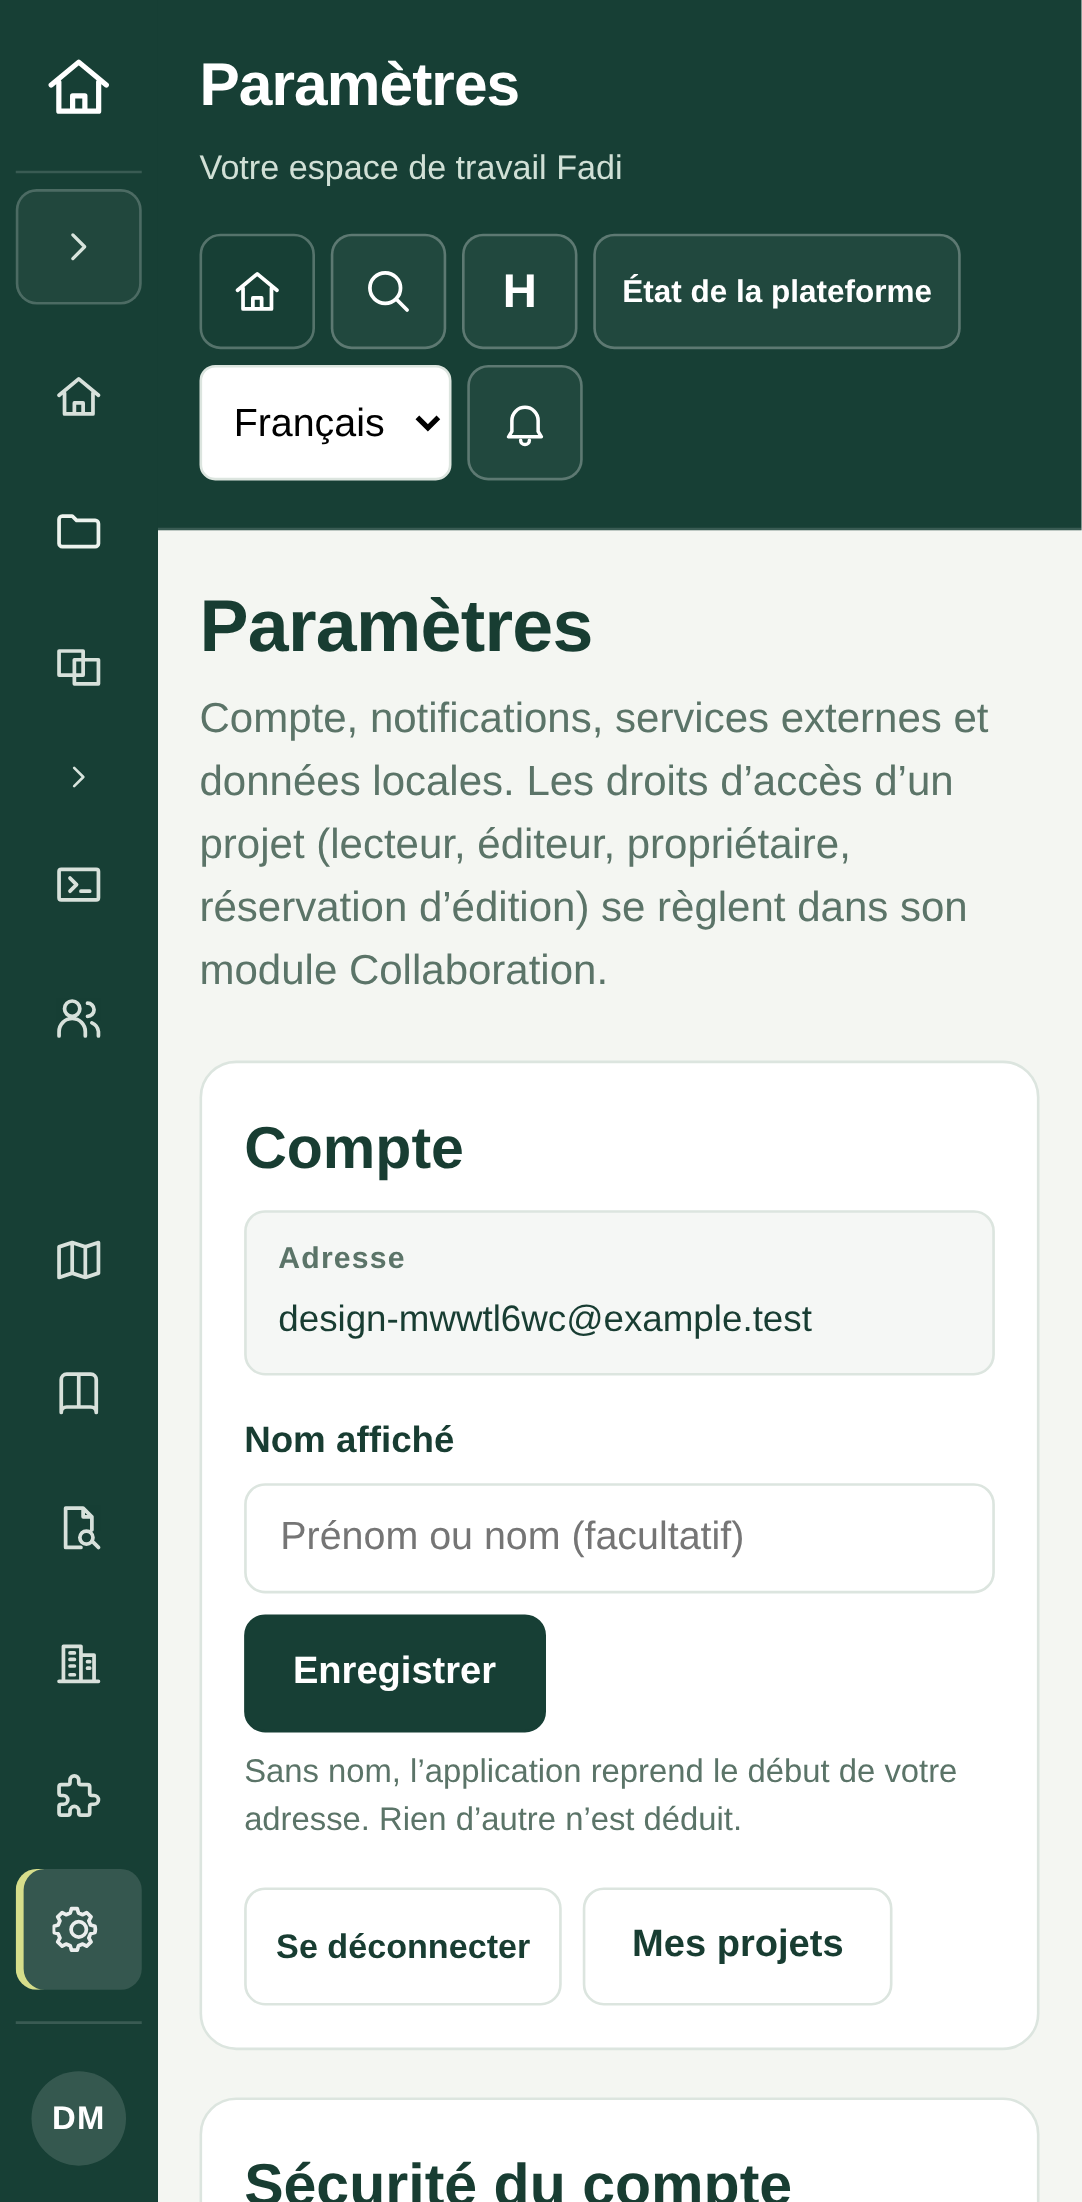 Paramètres
Votre espace de travail Fadi
H
État de la plateforme
Français
Paramètres
Compte, notifications, services externes et
données locales. Les droits d’accès d’un
projet (lecteur, éditeur, propriétaire,
réservation d’édition) se règlent dans son
module Collaboration.
Compte
Adresse
design-mwwtl6wc@example.test
Nom affiché
Prénom ou nom (facultatif)
Enregistrer
Sans nom, l’application reprend le début de votre
adresse. Rien d’autre n’est déduit.
Se déconnecter
Mes projets
DM
Sécurité du compte